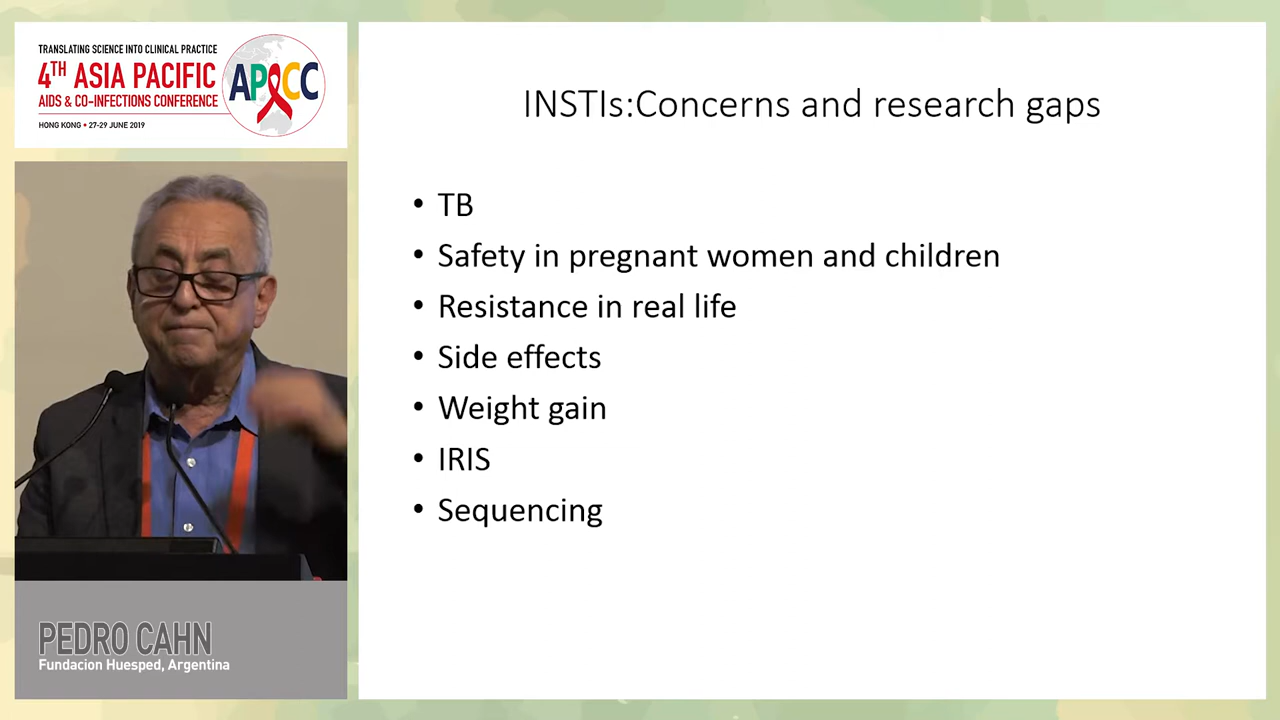 TRANSLATING SCIENCE INTO CLINICAL PRACTICE
4TH ASIA PACIFIC
AIDS & CO-INFECTIONS CONFERENCE
HONG KONG • 27-29 JUNE 2019
APACC
INSTIs:Concerns and research gaps
• TB
• Safety in pregnant women and children
• Resistance in real life
• Side effects
• Weight gain
• IRIS
• Sequencing
PEDRO CAHN
Fundacion Huesped, Argentina